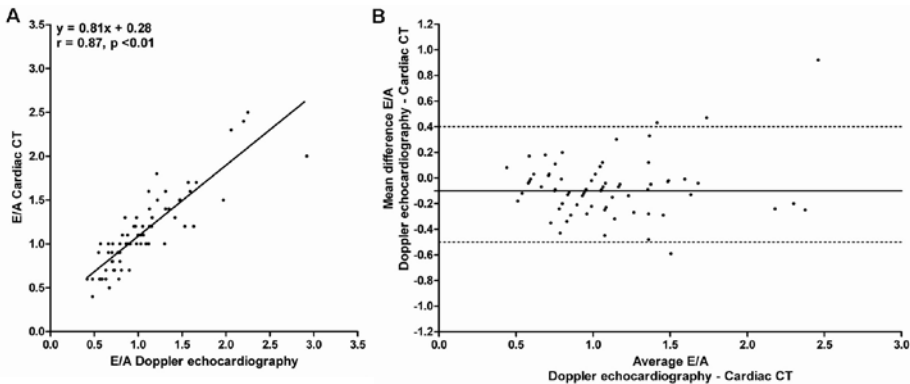 A
y = 0.81x + 0.28
r = 0.87, p <0.01
3.5
3.0
2.5
2.0
1.5
1.0
0.5
0.0
E/A Cardiac CT
0.0 0.5 1.0 1.5 2.0 2.5 3.0 3.5
E/A Doppler echocardiography
B
Mean difference E/A
Doppler echocardiography - Cardiac CT
1.2
1.0
0.8
0.6
0.4
0.2
0.0
-0.2
-0.4
-0.6
-0.8
-1.0
-1.2
0.0 0.5 1.0 1.5 2.0 2.5 3.0
Average E/A
Doppler echocardiography - Cardiac CT